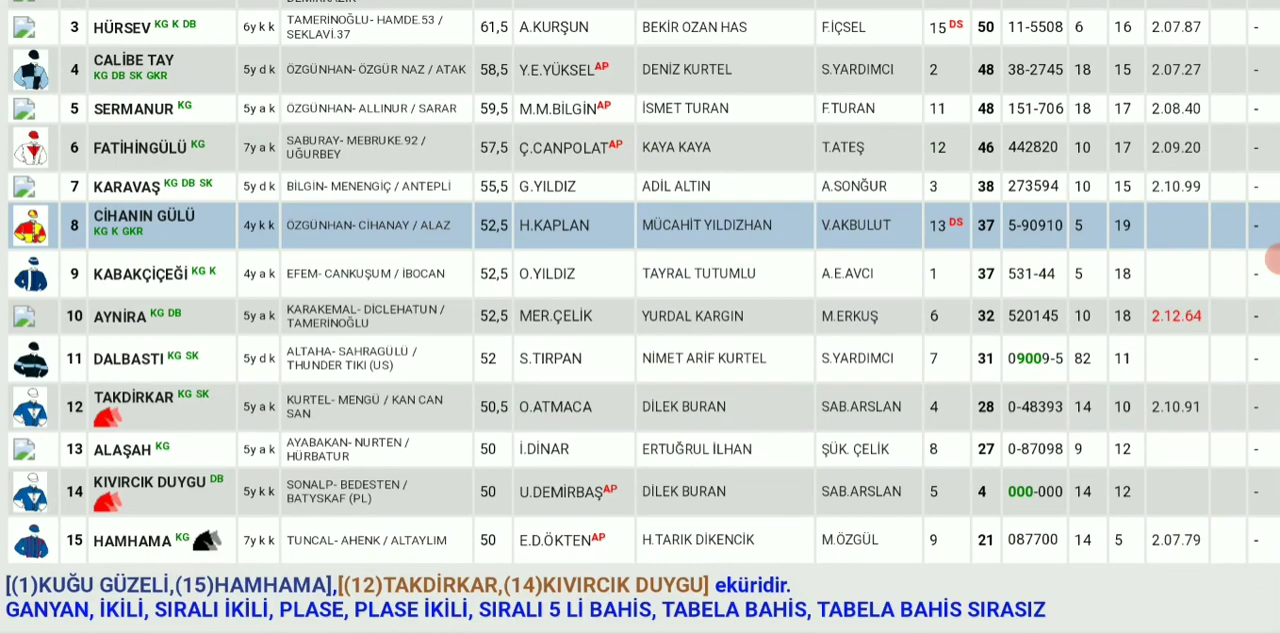 3 HÜRSEV KG K DB 6y k k TAMERİNOĞLU- HAMDE.53 / SEKLAVİ.37 61,5 A.KURŞUN BEKİR OZAN HAS F.İÇSEL 15 DS 50 11-5508 6 16 2.07.87 -
4 CALİBE TAY KG DB SK GKR 5y d k ÖZGÜNHAN- ÖZGÜR NAZ / ATAK 58,5 Y.E.YÜKSEL AP DENİZ KURTEL S.YARDIMCI 2 48 38-2745 18 15 2.07.27 -
5 SERMANUR KG 5y a k ÖZGÜNHAN- ALLINUR / SARAR 59,5 M.M.BİLGİN AP İSMET TURAN F.TURAN 11 48 151-706 18 17 2.08.40 -
6 FATİHİNGÜLÜ KG 7y a k SABURAY- MEBRUKE.92 / UĞURBEY 57,5 Ç.CANPOLAT AP KAYA KAYA T.ATEŞ 12 46 442820 10 17 2.09.20 -
7 KARAVAŞ KG DB SK 5y d k BİLGİN- MENENGİÇ / ANTEPLİ 55,5 G.YILDIZ ADİL ALTIN A.SONĞUR 3 38 273594 10 15 2.10.99 -
8 CİHANIN GÜLÜ KG K GKR 4y k k ÖZGÜNHAN- CİHANAY / ALAZ 52,5 H.KAPLAN MÜCAHİT YILDIZHAN V.AKBULUT 13 DS 37 5-90910 5 19 -
9 KABAKÇİÇEĞİ KG K 4y a k EFEM- CANKUŞUM / İBOCAN 52,5 O.YILDIZ TAYRAL TUTUMLU A.E.AVCI 1 37 531-44 5 18 -
10 AYNİRA KG DB 5y a k KARAKEMAL- DİCLEHATUN / TAMERİNOĞLU 52,5 MER.ÇELİK YURDAL KARGIN M.ERKUŞ 6 32 520145 10 18 2.12.64 -
11 DALBASTI KG SK 5y d k ALTAHA- SAHRAGÜLÜ / THUNDER TIKI (US) 52 S.TIRPAN NİMET ARİF KURTEL S.YARDIMCI 7 31 09009-5 82 11 -
12 TAKDİRKAR KG SK 5y a k KURTEL- MENGÜ / KAN CAN SAN 50,5 O.ATMACA DİLEK BURAN SAB.ARSLAN 4 28 0-48393 14 10 2.10.91 -
13 ALAŞAH KG 5y a k AYABAKAN- NURTEN / HÜRBATUR 50 İ.DİNAR ERTUĞRUL İLHAN ŞÜK. ÇELİK 8 27 0-87098 9 12 -
14 KIVIRCIK DUYGU DB 5y k k SONALP- BEDESTEN / BATYSKAF (PL) 50 U.DEMİRBAŞ AP DİLEK BURAN SAB.ARSLAN 5 4 000-000 14 12 -
15 HAMHAMA KG 7y k k TUNCAL- AHENK / ALTAYLIM 50 E.D.ÖKTEN AP H.TARIK DİKENCİK M.ÖZGÜL 9 21 087700 14 5 2.07.79 -
[(1)KUĞU GÜZELİ,(15)HAMHAMA],[(12)TAKDİRKAR,(14)KIVIRCIK DUYGU] eküridir.
GANYAN, İKİLİ, SIRALI İKİLİ, PLASE, PLASE İKİLİ, SIRALI 5 Lİ BAHİS, TABELA BAHİS, TABELA BAHİS SIRASIZ